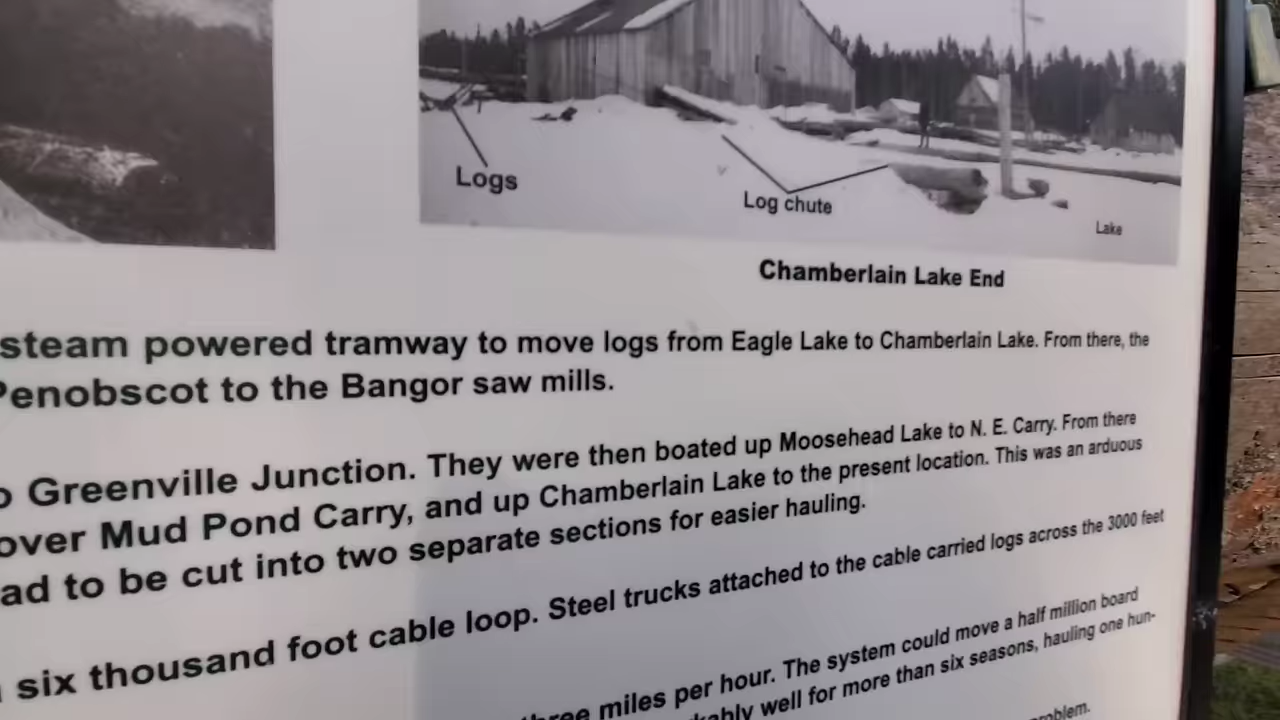 Logs
Log chute
Lake
Chamberlain Lake End
steam powered tramway to move logs from Eagle Lake to Chamberlain Lake. From there, the
Penobscot to the Bangor saw mills.
Greenville Junction. They were then boated up Moosehead Lake to N. E. Carry. From there
over Mud Pond Carry, and up Chamberlain Lake to the present location. This was an arduous
ad to be cut into two separate sections for easier hauling.
six thousand foot cable loop. Steel trucks attached to the cable carried logs across the 3000 feet
three miles per hour. The system could move a half million board
kably well for more than six seasons, hauling one hun-
problem.